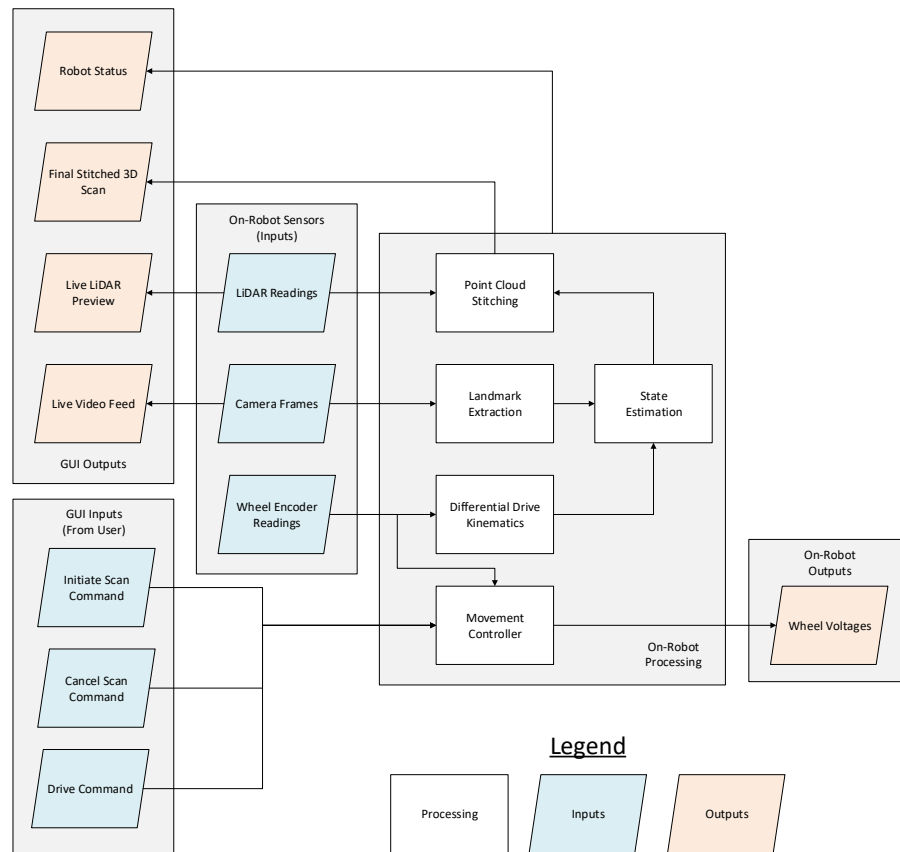 Robot Status
Final Stitched 3D
Scan
Live LiDAR
Preview
Live Video Feed
GUI Outputs
On-Robot Sensors
(Inputs)
LiDAR Readings
Camera Frames
Wheel Encoder
Readings
Point Cloud
Stitching
Landmark
Extraction
State
Estimation
Differential Drive
Kinematics
Movement
Controller
On-Robot
Processing
GUI Inputs
(From User)
Initiate Scan
Command
Cancel Scan
Command
Drive Command
On-Robot
Outputs
Wheel Voltages
Legend
Processing
Inputs
Outputs